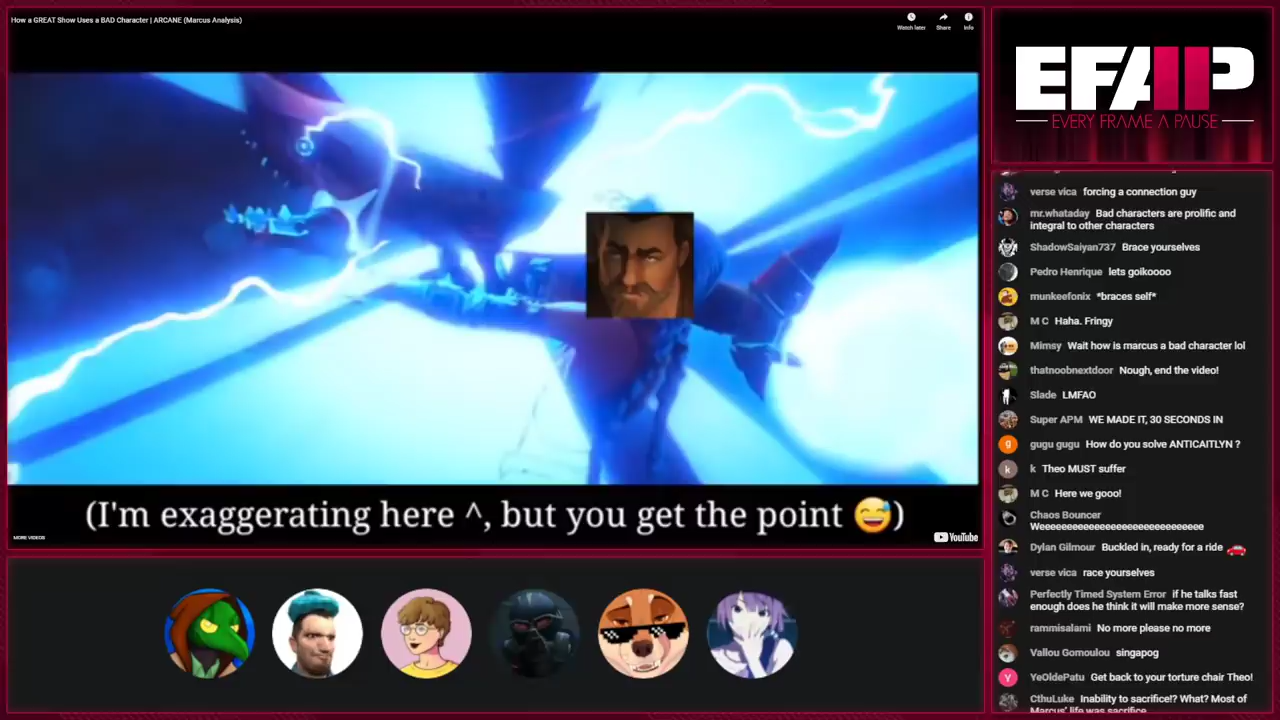 How a GREAT Show Uses a BAD Character | ARCANE (Marcus Analysis)
Watch later
Share
Info
(I'm exaggerating here ^, but you get the point 😅)
MORE VIDEOS
YouTube
EFAP
EVERY FRAME A PAUSE
verse vica forcing a connection guy
mr.whataday Bad characters are prolific and
integral to other characters
ShadowSaiyan737 Brace yourselves
Pedro Henrique lets goikoooo
munkeefonix *braces self*
M C Haha. Fringy
Mimsy Wait how is marcus a bad character lol
thatnoobnextdoor Nough, end the video!
Slade LMFAO
Super APM WE MADE IT, 30 SECONDS IN
g
gugu gugu How do you solve ANTICAITLYN ?
k
k Theo MUST suffer
M C Here we gooo!
Chaos Bouncer
Dylan Gilmour Buckled in, ready for a ride 🚗
verse vica race yourselves
Perfectly Timed System Error if he talks fast
enough does he think it will make more sense?
rammisalami No more please no more
Vallou Gomoulou singapog
Y
YeOldePatu Get back to your torture chair Theo!
CthuLuke Inability to sacrifice!? What? Most of
Marcus' life was sacrifice